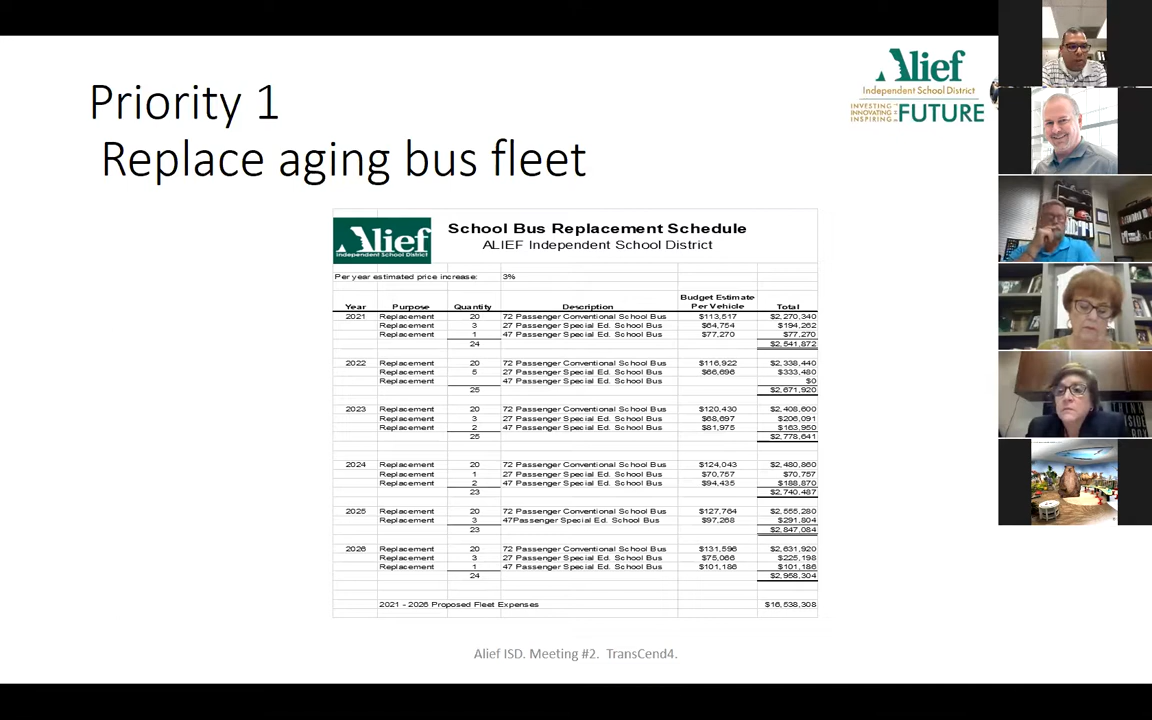 Priority 1
Replace aging bus fleet
Alief
Independent School District
INVESTING
INNOVATING
INSPIRING
FUTURE
Alief
Independent School District
School Bus Replacement Schedule
ALIEF Independent School District
Per year estimated price increase: 3%
Budget Estimate
Year Purpose Quantity Description Per Vehicle Total
2021 Replacement 20 72 Passenger Conventional School Bus $113,517 $2,270,340
Replacement 3 27 Passenger Special Ed. School Bus $64,754 $194,262
Replacement 1 47 Passenger Special Ed. School Bus $77,270 $77,270
24 $2,541,872
2022 Replacement 20 72 Passenger Conventional School Bus $116,922 $2,338,440
Replacement 5 27 Passenger Special Ed. School Bus $66,696 $333,480
Replacement 47 Passenger Special Ed. School Bus $0
25 $2,671,920
2023 Replacement 20 72 Passenger Conventional School Bus $120,430 $2,408,600
Replacement 3 27 Passenger Special Ed. School Bus $68,697 $206,091
Replacement 2 47 Passenger Special Ed. School Bus $81,975 $163,950
25 $2,778,641
2024 Replacement 20 72 Passenger Conventional School Bus $124,043 $2,480,860
Replacement 1 27 Passenger Special Ed. School Bus $70,757 $70,757
Replacement 2 47 Passenger Special Ed. School Bus $94,435 $188,870
23 $2,740,487
2025 Replacement 20 72 Passenger Conventional School Bus $127,764 $2,555,280
Replacement 3 47Passenger Special Ed. School Bus $97,268 $291,804
23 $2,847,084
2026 Replacement 20 72 Passenger Conventional School Bus $131,596 $2,631,920
Replacement 3 27 Passenger Special Ed. School Bus $75,066 $225,198
Replacement 1 47 Passenger Special Ed. School Bus $101,186 $101,186
24 $2,958,304
2021 - 2026 Proposed Fleet Expenses $16,538,308
Alief ISD. Meeting #2. TransCend4.
THINK